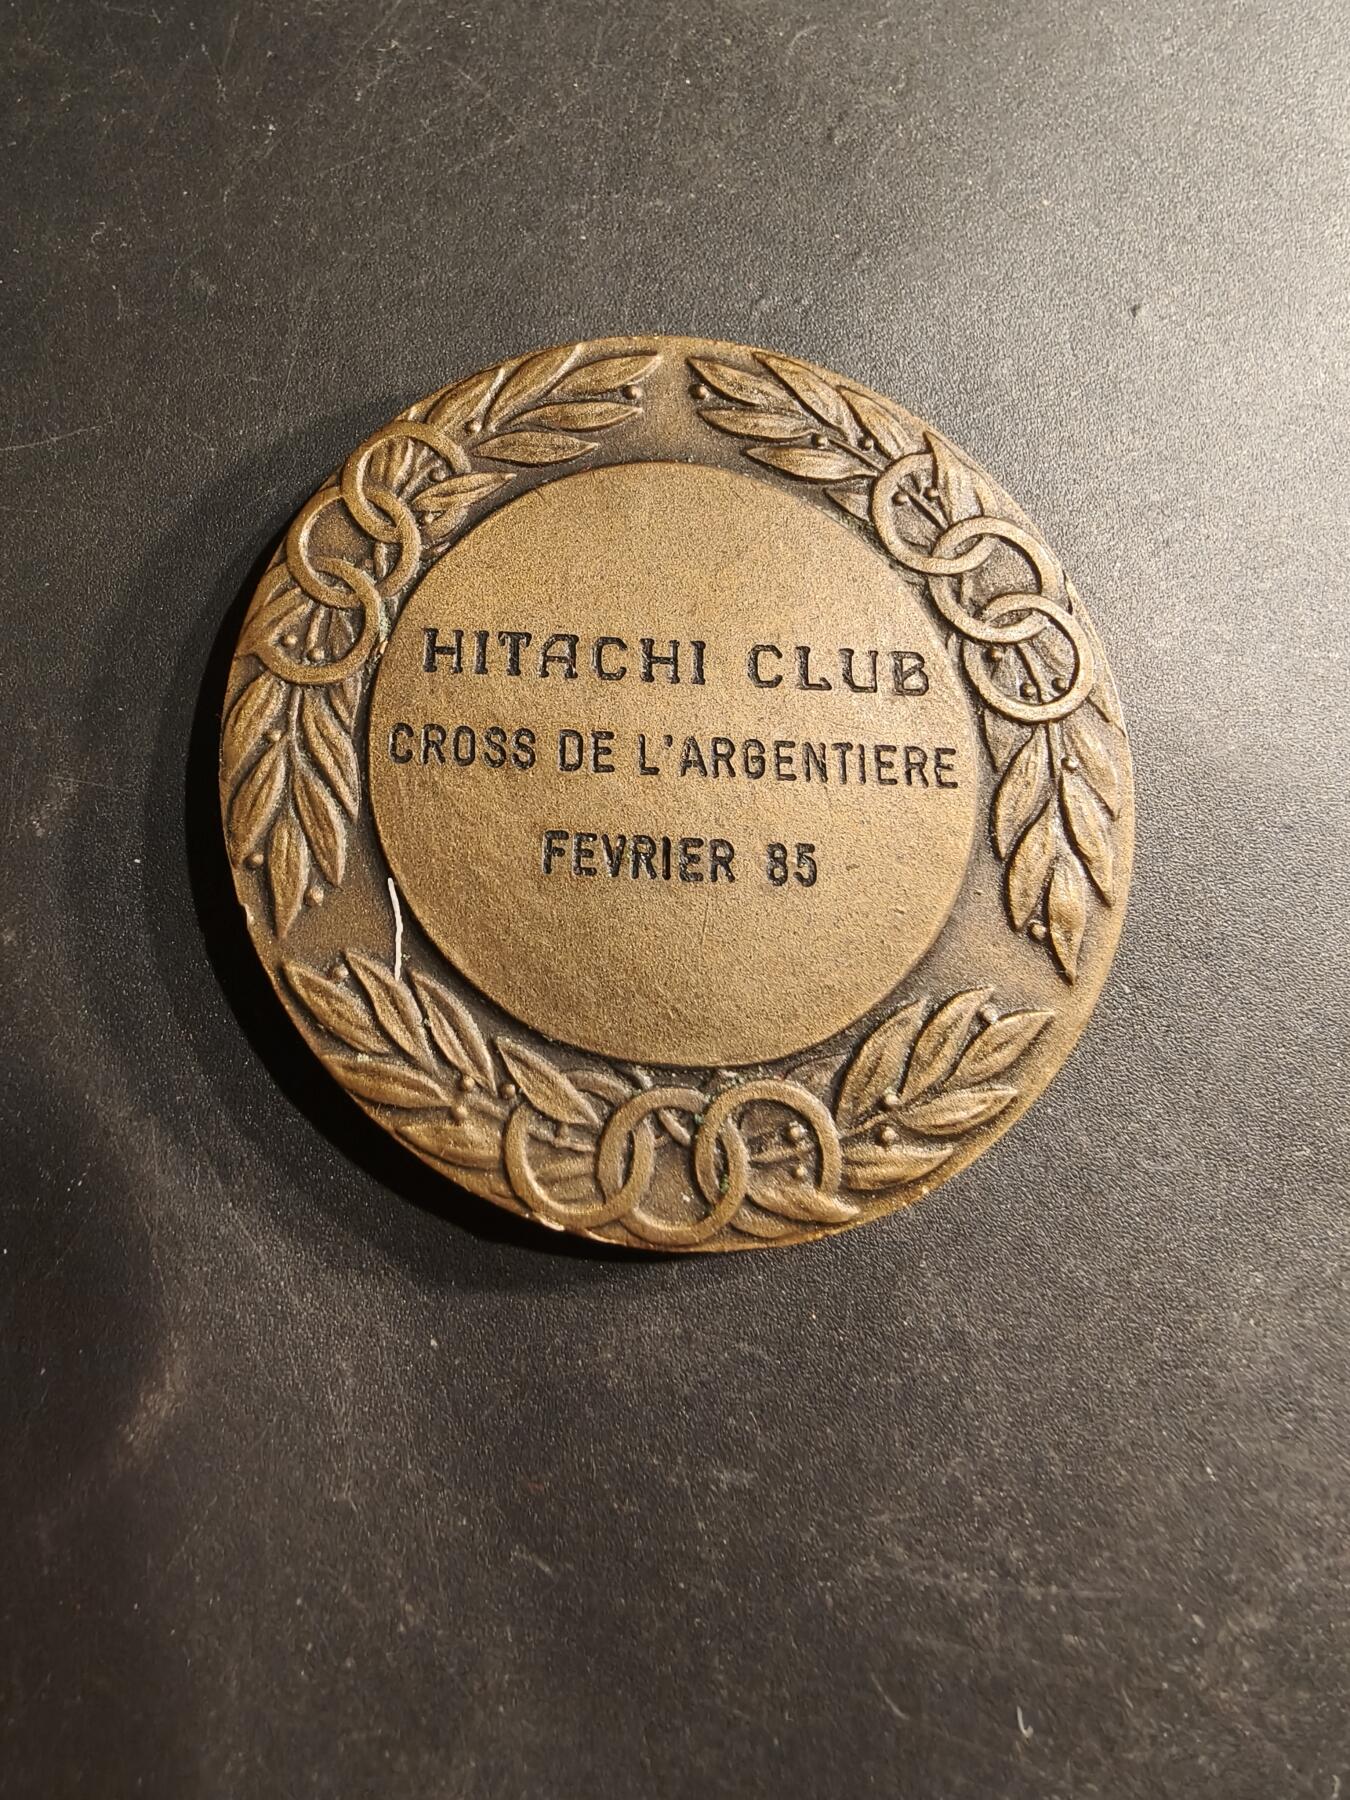 HITACHI CLUB
CROSS DE L'ARGENTIERE
FEVRIER 85